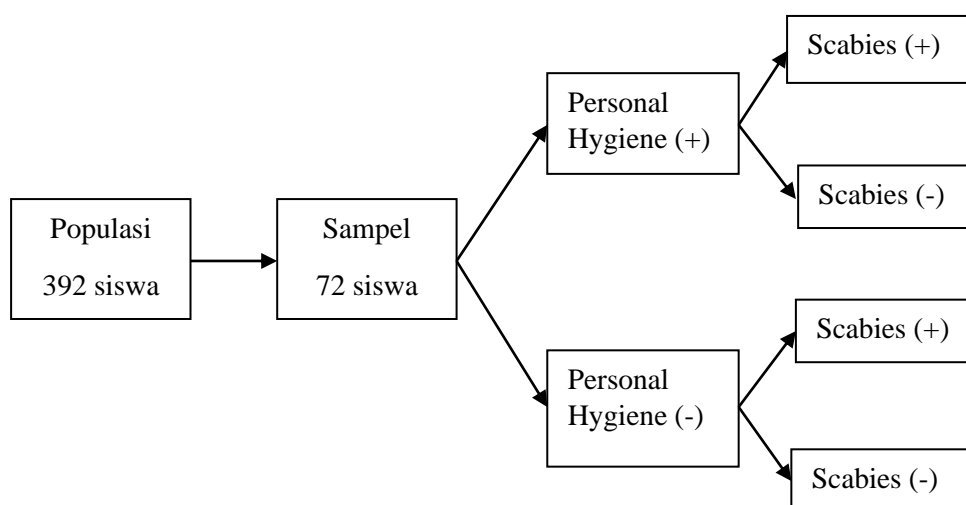 Populasi
392 siswa
Sampel
72 siswa
Personal
Hygiene (+)
Scabies (+)
Scabies (-)
Personal
Hygiene (-)
Scabies (+)
Scabies (-)